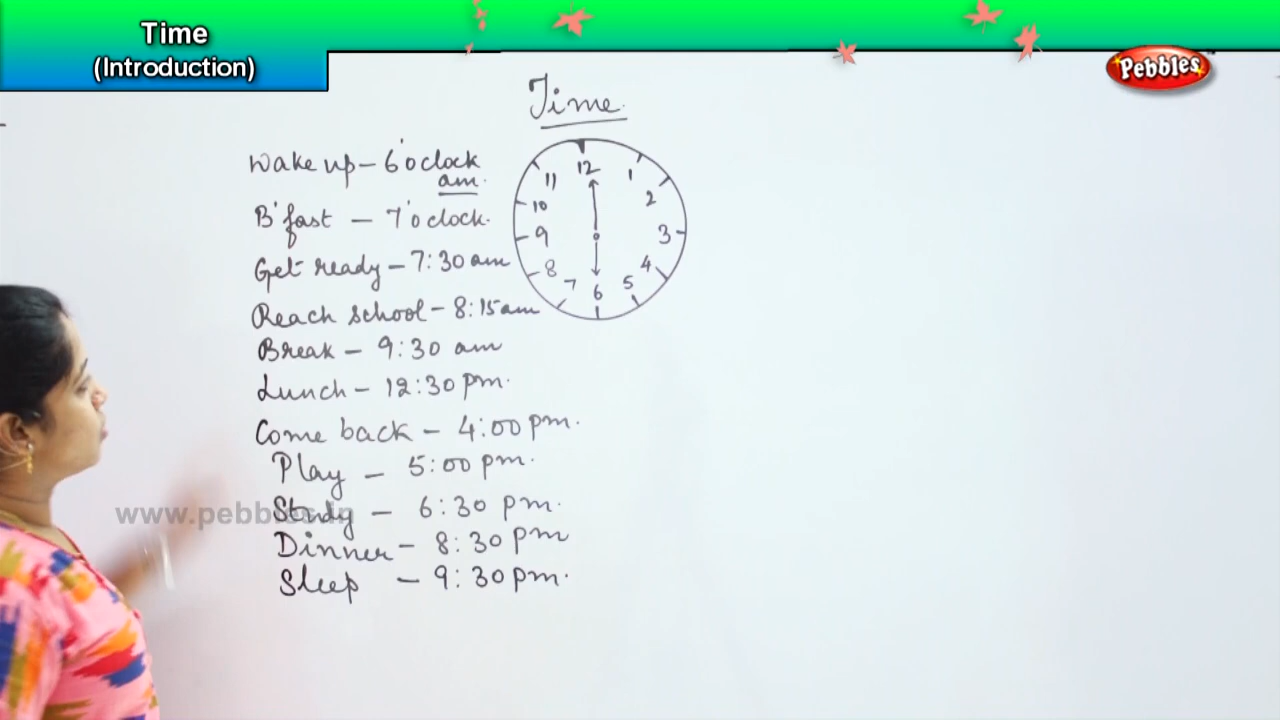 Time
(Introduction)
Pebbles
Time.
Wake up – 6'o clock
am.
B'fast – 7'o clock.
Get ready – 7:30 am
Reach school – 8:15 am
Break – 9:30 am
Lunch – 12:30 pm.
Come back – 4:00 pm.
Play – 5:00 pm.
Study – 6:30 pm.
Dinner – 8:30 pm
Sleep – 9:30 pm.
12
11
1
10
2
9
3
8
4
7
5
6
www.pebbles.in